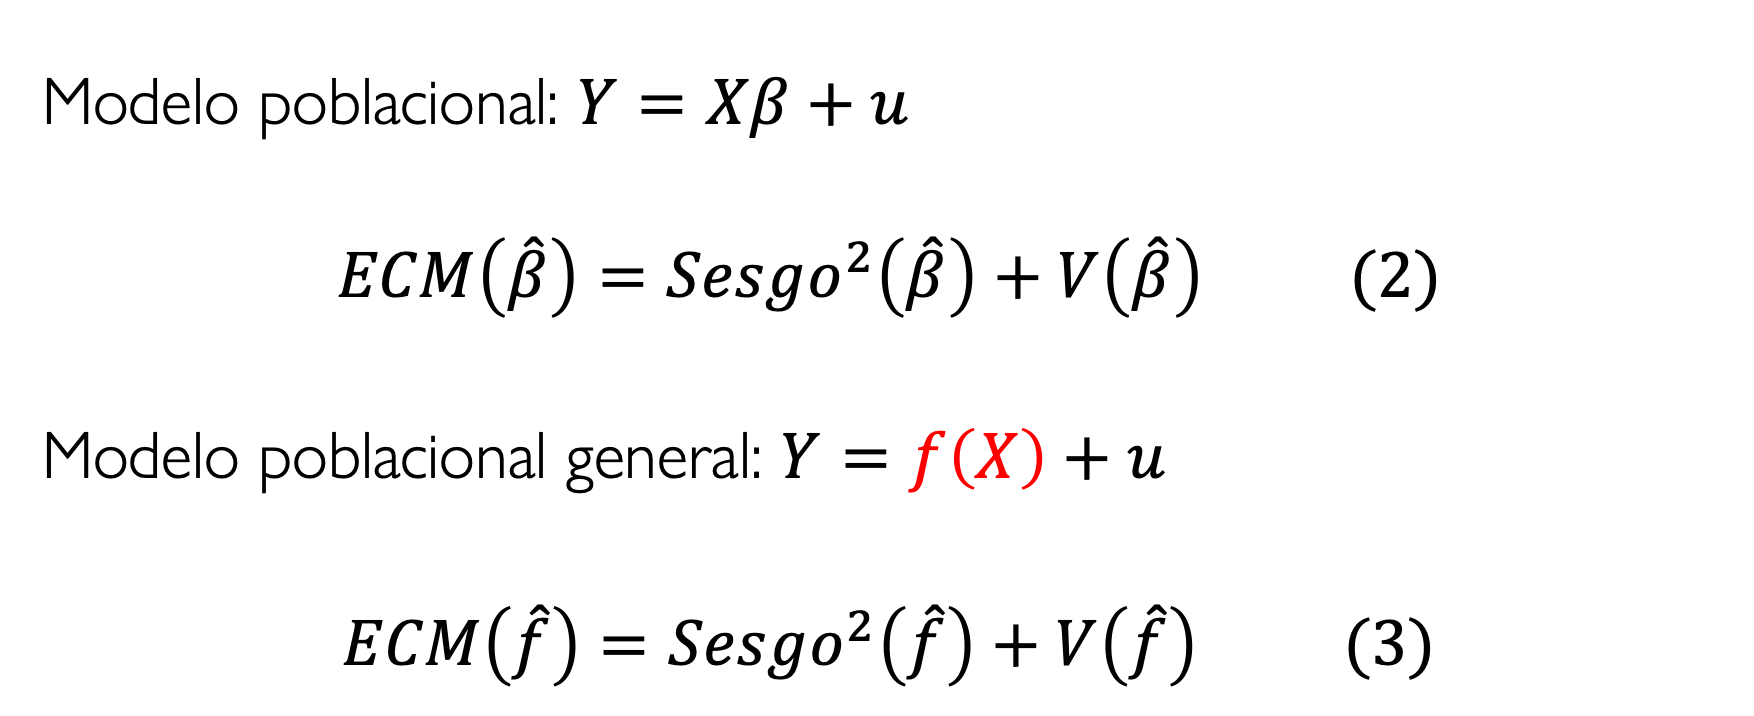 Modelo poblacional: Y = Xβ + u
ECM(β̂) = Sesgo²(β̂) + V(β̂) (2)
Modelo poblacional general: Y = f(X) + u
ECM(f̂) = Sesgo²(f̂) + V(f̂) (3)